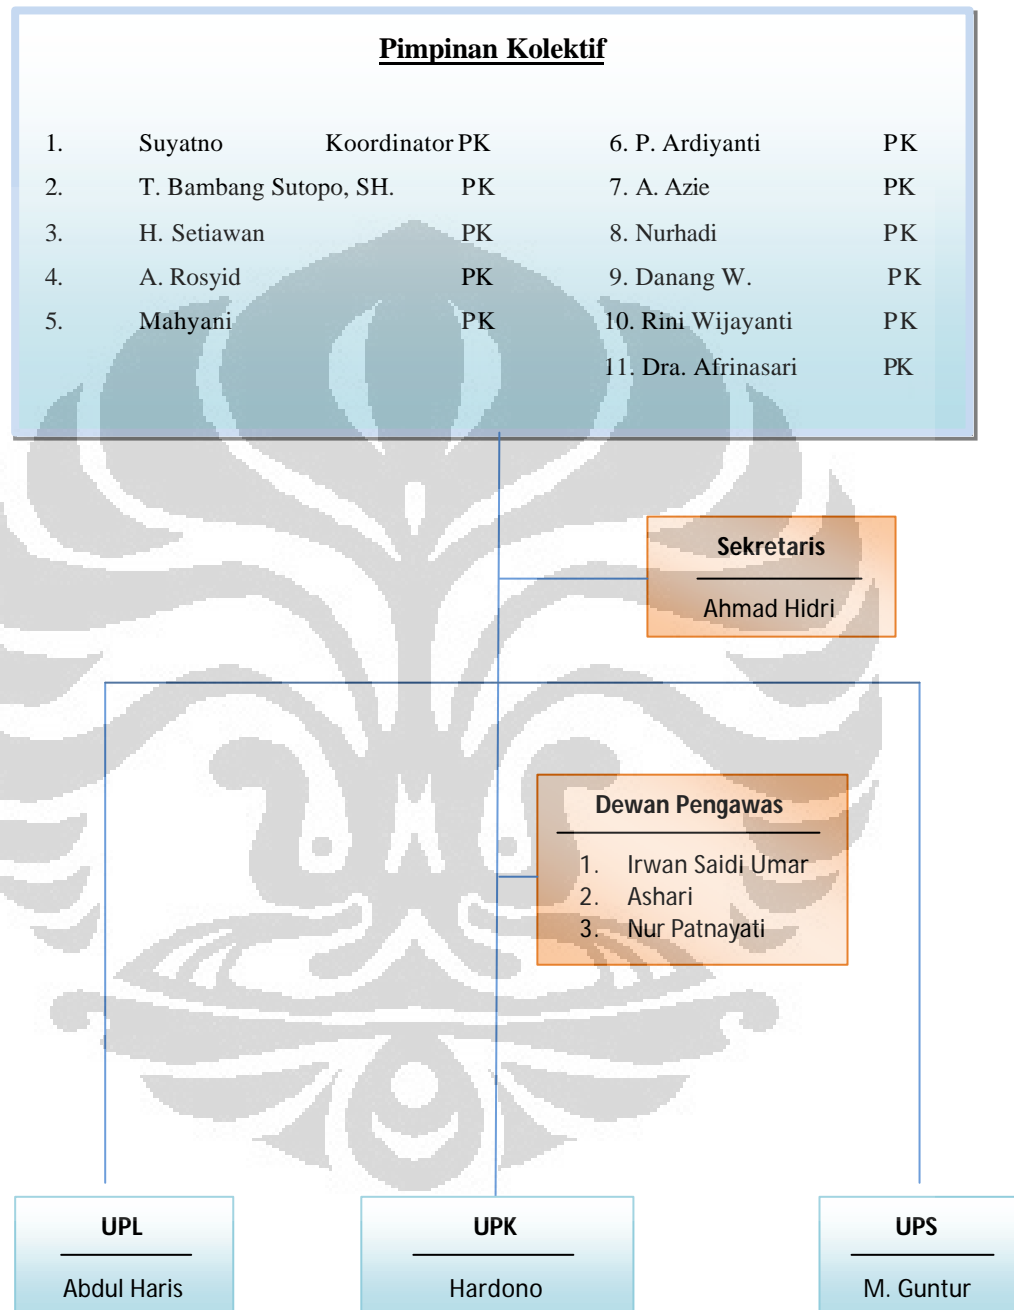 Pimpinan Kolektif
1. Suyatno Koordinator PK 6. P. Ardiyanti PK
2. T. Bambang Sutopo, SH. PK 7. A. Azie PK
3. H. Setiawan PK 8. Nurhadi PK
4. A. Rosyid PK 9. Danang W. PK
5. Mahyani PK 10. Rini Wijayanti PK
11. Dra. Afrinasari PK
Sekretaris
Ahmad Hidri
Dewan Pengawas
1. Irwan Saidi Umar
2. Ashari
3. Nur Patnayati
UPL UPK UPS
Abdul Haris Hardono M. Guntur